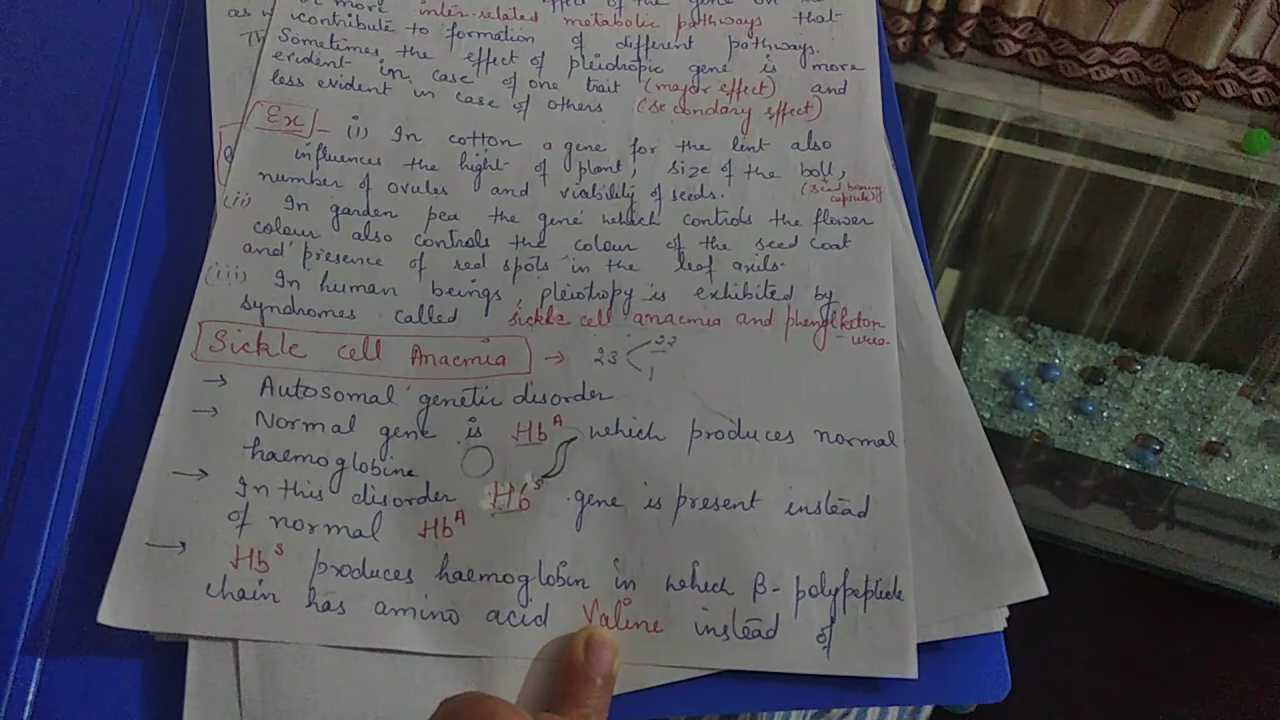 more inter-related metabolic pathways that
contribute to formation of different pathways.
Sometimes the effect of pleidropic gene is more
evident in case of one trait (major effect) and
less evident in case of others (secondary effect)
Ex - (i) In cotton a gene for the lint also
influences the hight of plant, size of the boll,
number of ovules and viability of seeds. (seed bearing capsule)
(ii) In garden pea the gene which controls the flower
colour also controls the colour of the seed coat
and presence of red spots in the leaf axils.
(iii) In human beings, pleiotropy is exhibited by
syndromes called sickle cell anaemia and phenylketon
-urea.
Sickle cell Anaemia → 23 < 22
1
→ Autosomal genetic disorder
→ Normal gene is Hb^A which produces normal
haemoglobine
→ In this disorder Hb^s gene is present instead
of normal Hb^A
→ Hb^s produces haemoglobin in which β-polypeptide
chain has amino acid Valine instead of